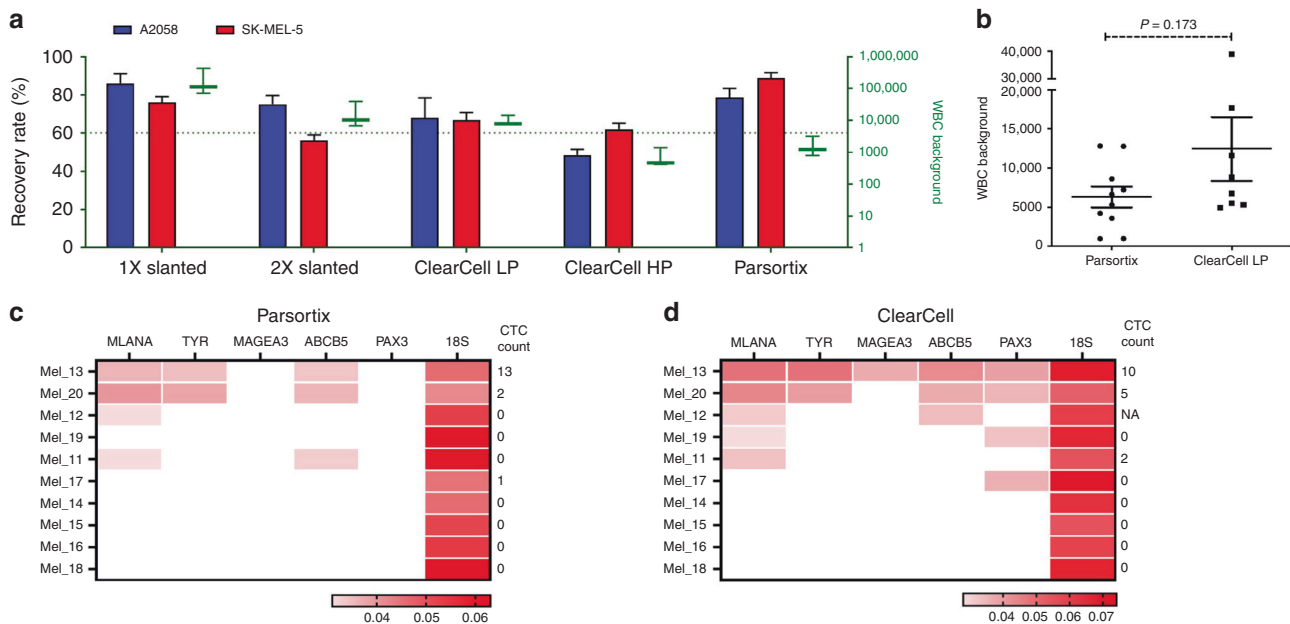 a
A2058
SK-MEL-5
Recovery rate (%)
100
80
60
40
20
0
1,000,000
100,000
10,000
1000
100
10
1
WBC background
1X slanted
2X slanted
ClearCell LP
ClearCell HP
Parsortix
b
P = 0.173
WBC background
40,000
30,000
20,000
15,000
10,000
5000
0
Parsortix
ClearCell LP
c
Parsortix
MLANA TYR MAGEA3 ABCB5 PAX3 18S CTC count
Mel_13 13
Mel_20 2
Mel_12 0
Mel_19 0
Mel_11 0
Mel_17 1
Mel_14 0
Mel_15 0
Mel_16 0
Mel_18 0
0.04 0.05 0.06
d
ClearCell
MLANA TYR MAGEA3 ABCB5 PAX3 18S CTC count
Mel_13 10
Mel_20 5
Mel_12 NA
Mel_19 0
Mel_11 2
Mel_17 0
Mel_14 0
Mel_15 0
Mel_16 0
Mel_18 0
0.04 0.05 0.06 0.07